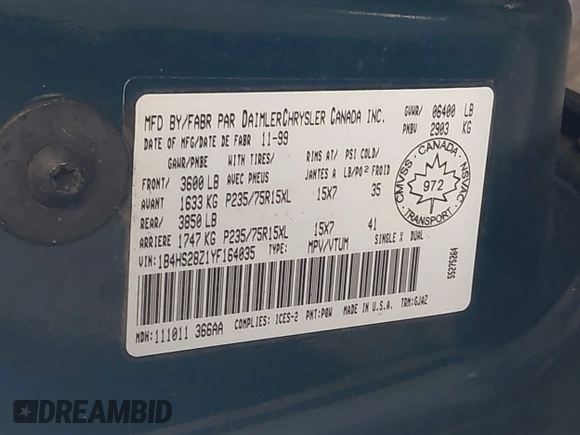 MFD BY/FABR PAR DAIMLERCHRYSLER CANADA INC.
DATE OF MFG/DATE DE FABR 11-99
GVWR/ 06400 LB
PNBV 2903 KG
GAWR/PNBE WITH TIRES/ RIMS AT/ PSI COLD/
AVEC PNEUS JANTES A LB/PO2 FROID
FRONT/ 3600 LB
AVANT 1633 KG P235/75R15XL 15X7 35
REAR/ 3850 LB
ARRIERE 1747 KG P235/75R15XL 15X7 41
SINGLE X DUAL
VIN: 1B4HS28Z1YF164035 TYPE: MPV/VTUM
CMVSS - CANADA - NSVAC
972
TRANSPORT
55275264
MDH: 111011 366AA COMPLIES: ICES-2 PNT: PBW MADE IN U.S.A. TRM: GJAZ
DREAMBID